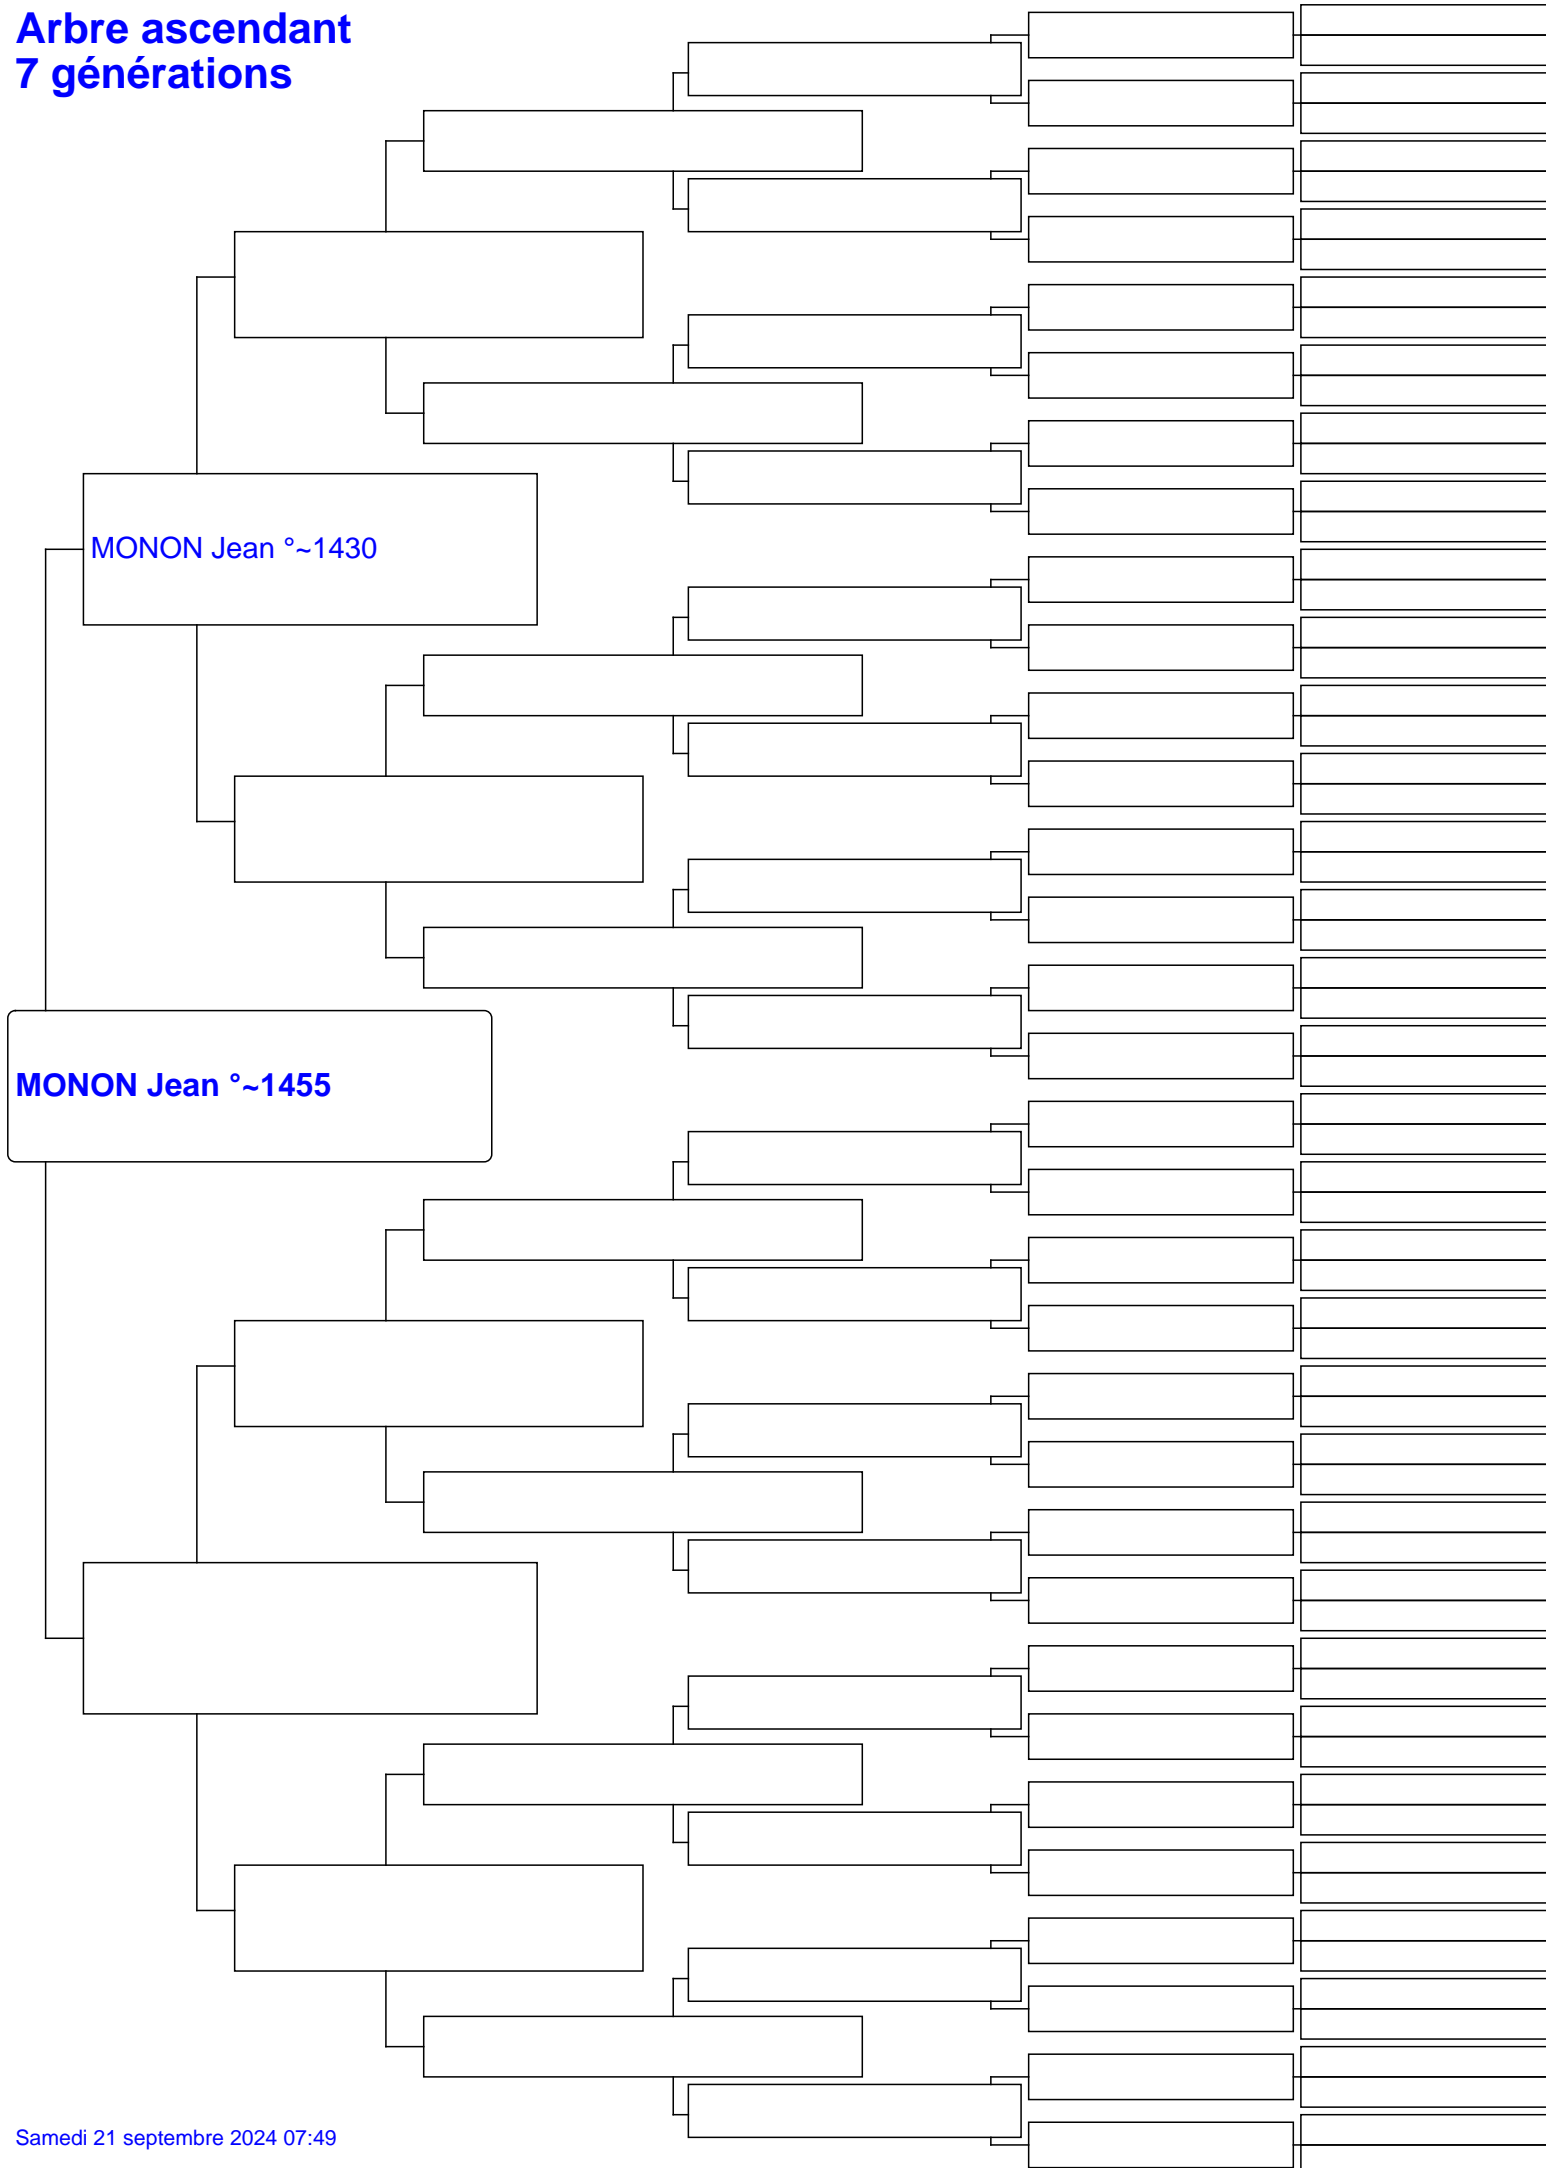 Arbre ascendant
7 générations
MONON Jean °~1430
MONON Jean °~1455
Samedi 21 septembre 2024 07:49